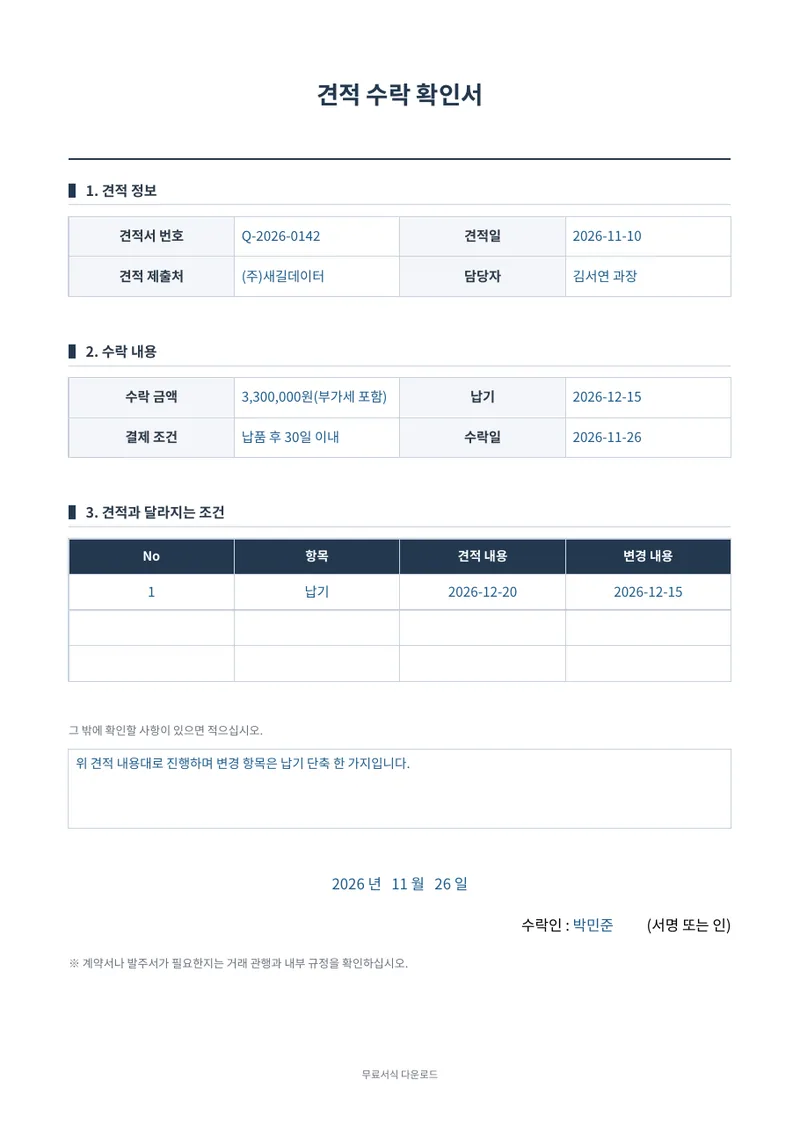 견적 수락 확인서
1. 견적 정보
견적서 번호 Q-2026-0142 견적일 2026-11-10
견적 제출처 (주)새길데이터 담당자 김서연 과장
2. 수락 내용
수락 금액 3,300,000원(부가세 포함) 납기 2026-12-15
결제 조건 납품 후 30일 이내 수락일 2026-11-26
3. 견적과 달라지는 조건
No 항목 견적 내용 변경 내용
1 납기 2026-12-20 2026-12-15
그 밖에 확인할 사항이 있으면 적으십시오.
위 견적 내용대로 진행하며 변경 항목은 납기 단축 한 가지입니다.
2026 년 11 월 26 일
수락인 : 박민준 (서명 또는 인)
※ 계약서나 발주서가 필요한지는 거래 관행과 내부 규정을 확인하십시오.
무료서식 다운로드